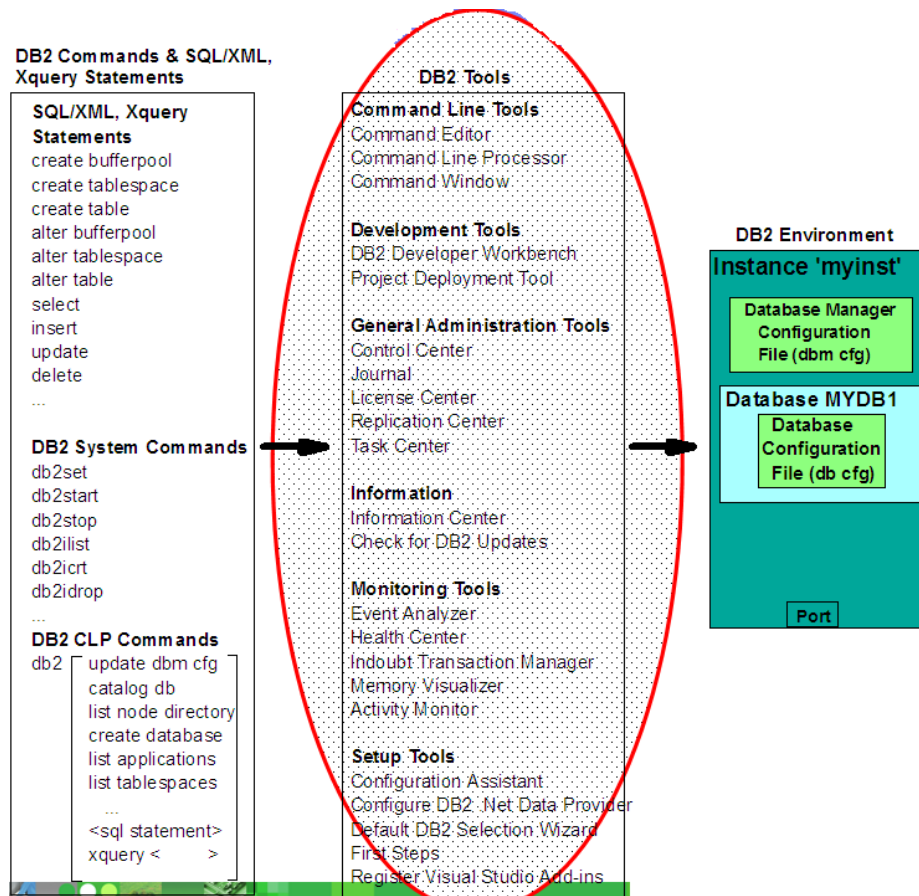 DB2 Commands & SQL/XML,
Xquery Statements
SQL/XML, Xquery
Statements
create bufferpool
create tablespace
create table
alter bufferpool
alter tablespace
alter table
select
insert
update
delete
...
DB2 System Commands
db2set
db2start
db2stop
db2ilist
db2icrt
db2idrop
...
DB2 CLP Commands
db2
update dbm cfg
catalog db
list node directory
create database
list applications
list tablespaces
...
<sql statement>
xquery < >
DB2 Tools
Command Line Tools
Command Editor
Command Line Processor
Command Window
Development Tools
DB2 Developer Workbench
Project Deployment Tool
General Administration Tools
Control Center
Journal
License Center
Replication Center
Task Center
Information
Information Center
Check for DB2 Updates
Monitoring Tools
Event Analyzer
Health Center
Indoubt Transaction Manager
Memory Visualizer
Activity Monitor
Setup Tools
Configuration Assistant
Configure DB2 .Net Data Provider
Default DB2 Selection Wizard
First Steps
Register Visual Studio Add-ins
DB2 Environment
Instance 'myinst'
Database Manager
Configuration
File (dbm cfg)
Database MYDB1
Database
Configuration
File (db cfg)
Port